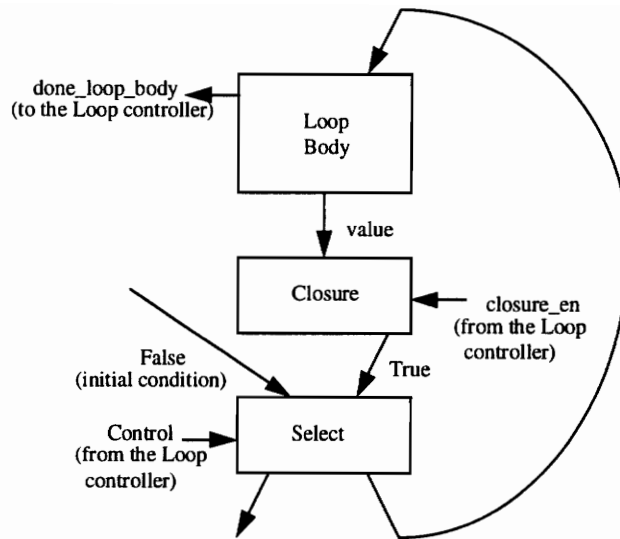 done_loop_body
(to the Loop controller)
Loop
Body
value
Closure
closure_en
(from the Loop
controller)
False
(initial condition)
True
Control
(from the Loop
controller)
Select